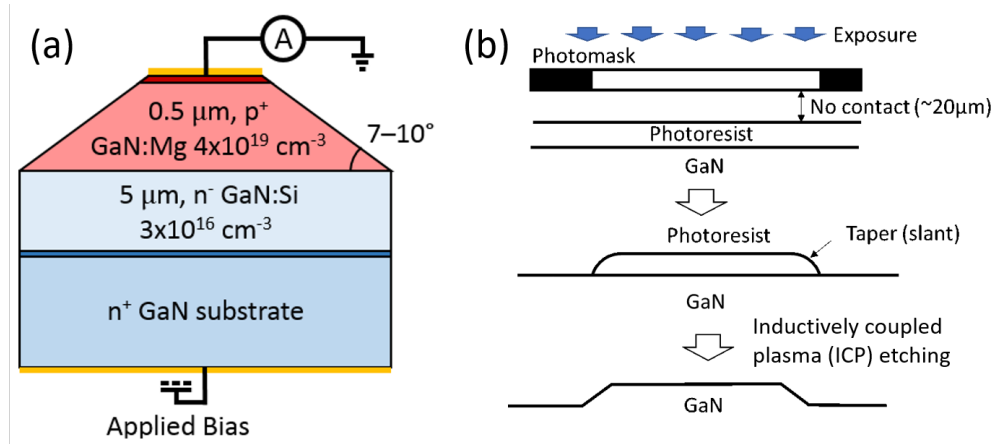 (a)
A
0.5 μm, p⁺
GaN:Mg 4x10¹⁹ cm⁻³
7–10°
5 μm, n⁻ GaN:Si
3x10¹⁶ cm⁻³
n⁺ GaN substrate
Applied Bias
(b)
Exposure
Photomask
No contact (~20μm)
Photoresist
GaN
Photoresist
Taper (slant)
GaN
Inductively coupled
plasma (ICP) etching
GaN